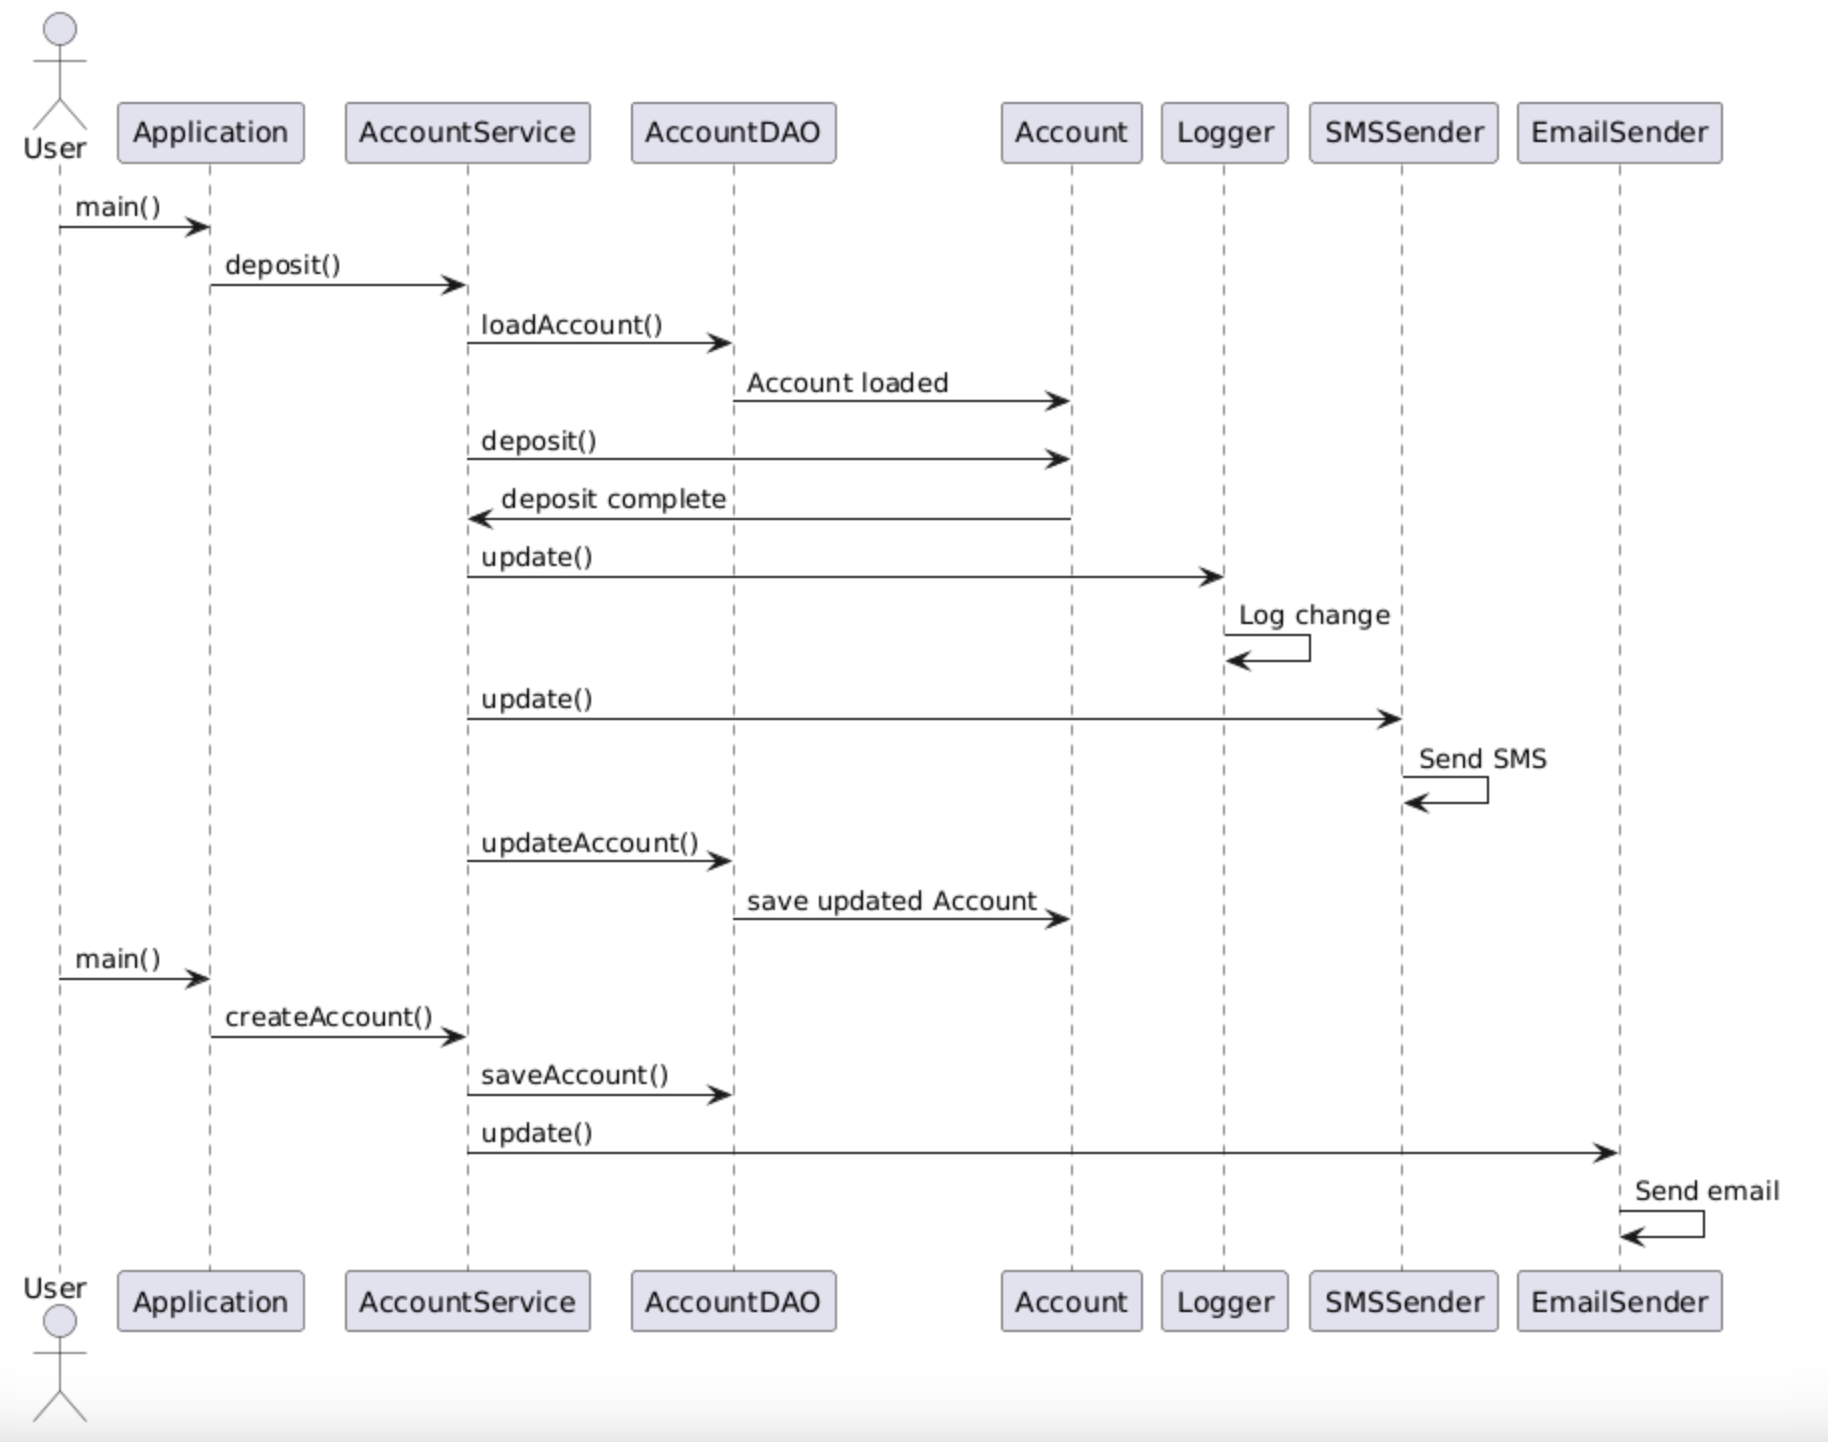 User
Application
AccountService
AccountDAO
Account
Logger
SMSSender
EmailSender
main()
deposit()
loadAccount()
Account loaded
deposit()
deposit complete
update()
Log change
update()
Send SMS
updateAccount()
save updated Account
main()
createAccount()
saveAccount()
update()
Send email
User
Application
AccountService
AccountDAO
Account
Logger
SMSSender
EmailSender